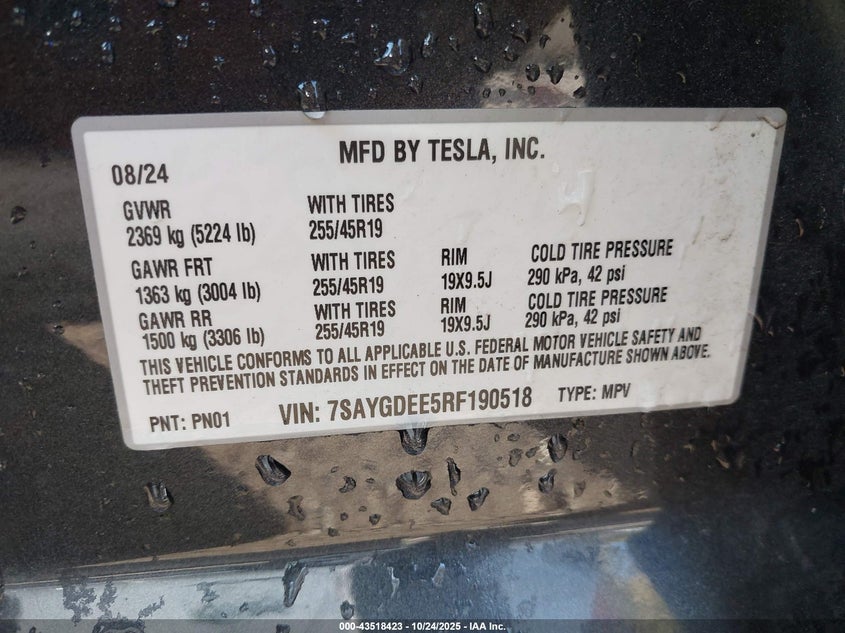 MFD BY TESLA, INC.
08/24
GVWR WITH TIRES
2369 kg (5224 lb) 255/45R19
GAWR FRT WITH TIRES RIM COLD TIRE PRESSURE
1363 kg (3004 lb) 255/45R19 19X9.5J 290 kPa, 42 psi
GAWR RR WITH TIRES RIM COLD TIRE PRESSURE
1500 kg (3306 lb) 255/45R19 19X9.5J 290 kPa, 42 psi
THIS VEHICLE CONFORMS TO ALL APPLICABLE U.S. FEDERAL MOTOR VEHICLE SAFETY AND
THEFT PREVENTION STANDARDS IN EFFECT ON THE DATE OF MANUFACTURE SHOWN ABOVE.
PNT: PN01 VIN: 7SAYGDEE5RF190518 TYPE: MPV
000-43518423 - 10/24/2025 - IAA Inc.